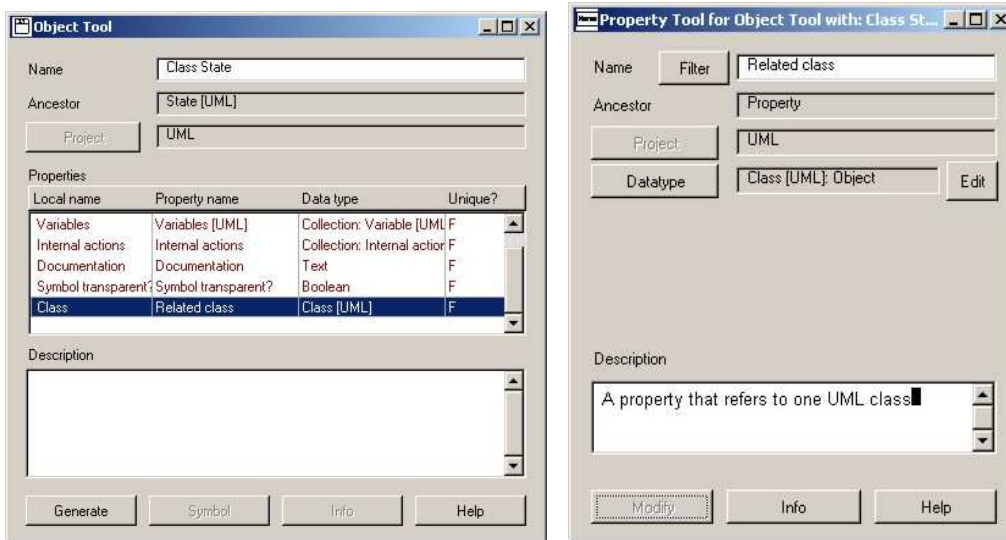 Object Tool
Name Class State
Ancestor State [UML]
Project UML
Properties
Local name Property name Data type Unique?
Variables Variables [UML] Collection: Variable [UML F
Internal actions Internal actions Collection: Internal action F
Documentation Documentation Text F
Symbol transparent? Symbol transparent? Boolean F
Class Related class Class [UML] F
Description
Generate Symbol Info Help
Property Tool for Object Tool with: Class St...
Name Filter Related class
Ancestor Property
Project UML
Datatype Class [UML]: Object Edit
Description
A property that refers to one UML class
Modify Info Help